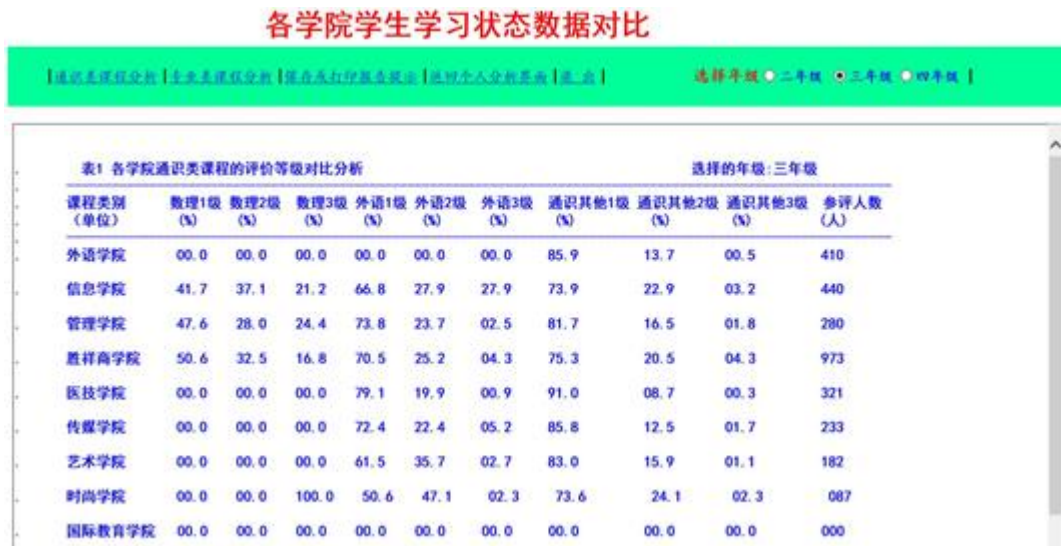 各学院学生学习状态数据对比
|通识类课程分析|专业类课程分析|保存或打印报告提示|返回个人分析界面|退 出| 选择年级 二年级 三年级 四年级 |
表1 各学院通识类课程的评价等级对比分析 选择的年级:三年级
课程类别 数理1级 数理2级 数理3级 外语1级 外语2级 外语3级 通识其他1级 通识其他2级 通识其他3级 参评人数
(单位) (%) (%) (%) (%) (%) (%) (%) (%) (%) (人)
外语学院 00.0 00.0 00.0 00.0 00.0 00.0 85.9 13.7 00.5 410
信息学院 41.7 37.1 21.2 66.8 27.9 27.9 73.9 22.9 03.2 440
管理学院 47.6 28.0 24.4 73.8 23.7 02.5 81.7 16.5 01.8 280
胜祥商学院 50.6 32.5 16.8 70.5 25.2 04.3 75.3 20.5 04.3 973
医技学院 00.0 00.0 00.0 79.1 19.9 00.9 91.0 08.7 00.3 321
传媒学院 00.0 00.0 00.0 72.4 22.4 05.2 85.8 12.5 01.7 233
艺术学院 00.0 00.0 00.0 61.5 35.7 02.7 83.0 15.9 01.1 182
时尚学院 00.0 00.0 100.0 50.6 47.1 02.3 73.6 24.1 02.3 087
国际教育学院 00.0 00.0 00.0 00.0 00.0 00.0 00.0 00.0 00.0 000